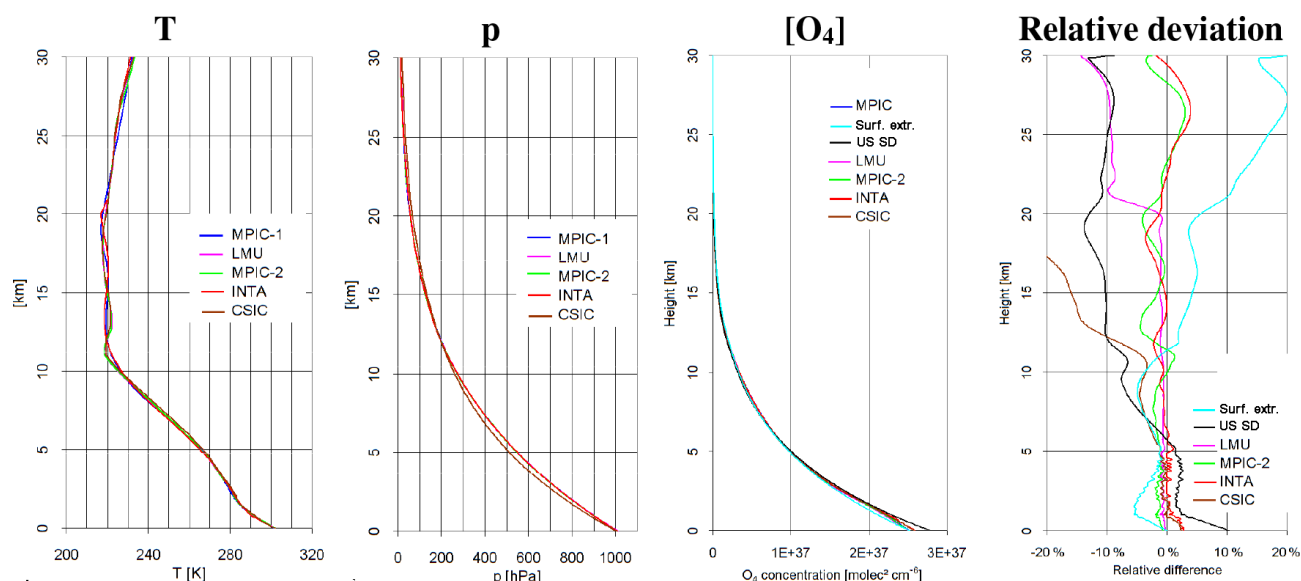 T
p
[O₄]
Relative deviation
30
25
20
15
10
5
0
[km]
MPIC-1
LMU
MPIC-2
INTA
CSIC
200
240
280
320
T [K]
30
25
20
15
10
5
0
[km]
MPIC-1
LMU
MPIC-2
INTA
CSIC
0
200
400
600
800
1000
p [hPa]
30
25
20
15
10
5
0
Height [km]
MPIC
Surf. extr.
US SD
LMU
MPIC-2
INTA
CSIC
0
1E+37
2E+37
3E+37
O₄ concentration [molec² cm⁻⁶]
30
25
20
15
10
5
0
Height [km]
Surf. extr.
US SD
LMU
MPIC-2
INTA
CSIC
-20 %
-10 %
0 %
10 %
20 %
Relative difference